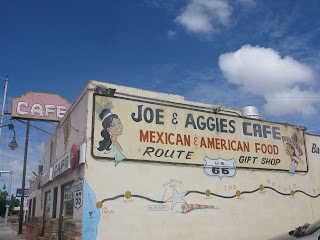 CAFE
JOE & AGGIES CAFE
MEXICAN & AMERICAN FOOD
ROUTE
U S
66
GIFT SHOP